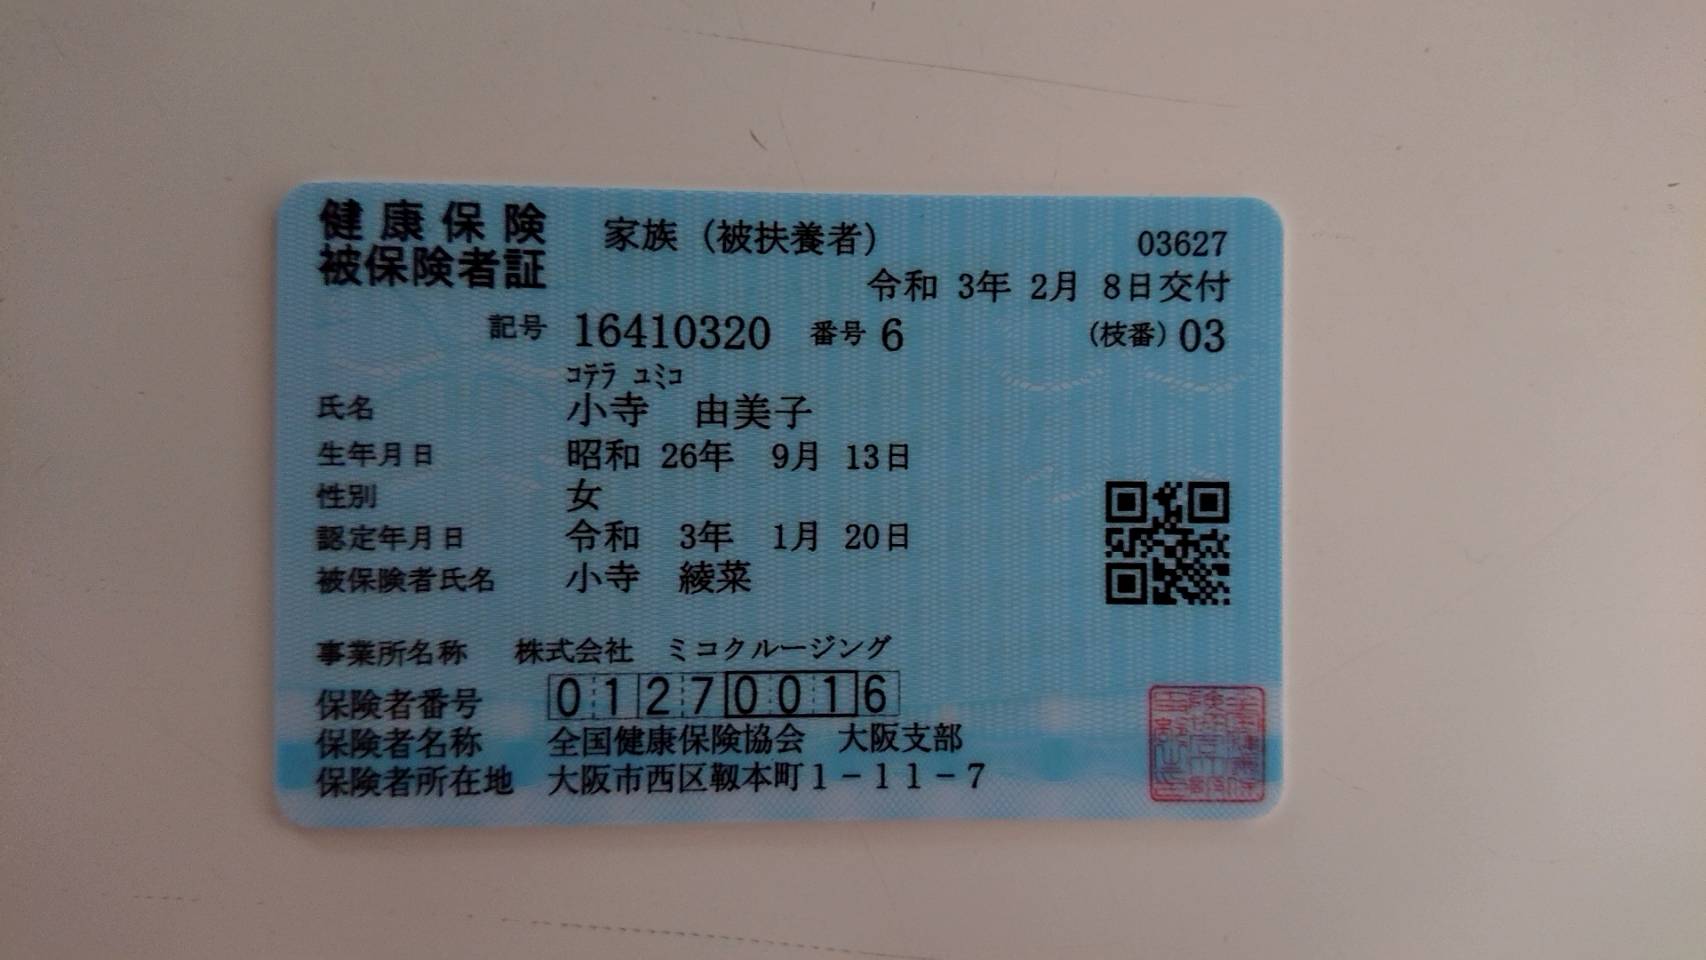 健康保険 家族（被扶養者） 03627
被保険者証 令和 3年 2月 8日交付
記号 16410320 番号 6 (枝番) 03
ｺﾃﾗ ﾕﾐｺ
氏名 小寺 由美子
生年月日 昭和 26年 9月 13日
性別 女
認定年月日 令和 3年 1月 20日
被保険者氏名 小寺 綾菜
事業所名称 株式会社 ミコクルージング
保険者番号 01270016
保険者名称 全国健康保険協会 大阪支部
保険者所在地 大阪市西区靱本町1－11－7